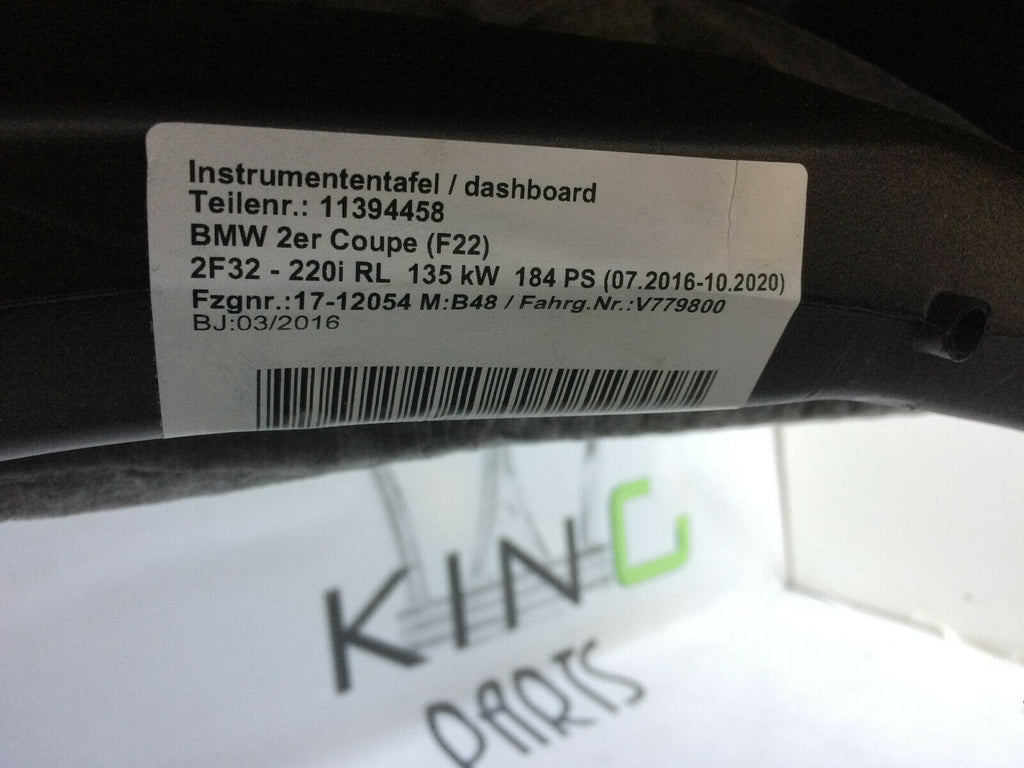 Instrumententafel / dashboard
Teilenr.: 11394458
BMW 2er Coupe (F22)
2F32 - 220i RL 135 kW 184 PS (07.2016-10.2020)
Fzgnr.:17-12054 M:B48 / Fahrg.Nr.:V779800
BJ:03/2016
KING
PARTS